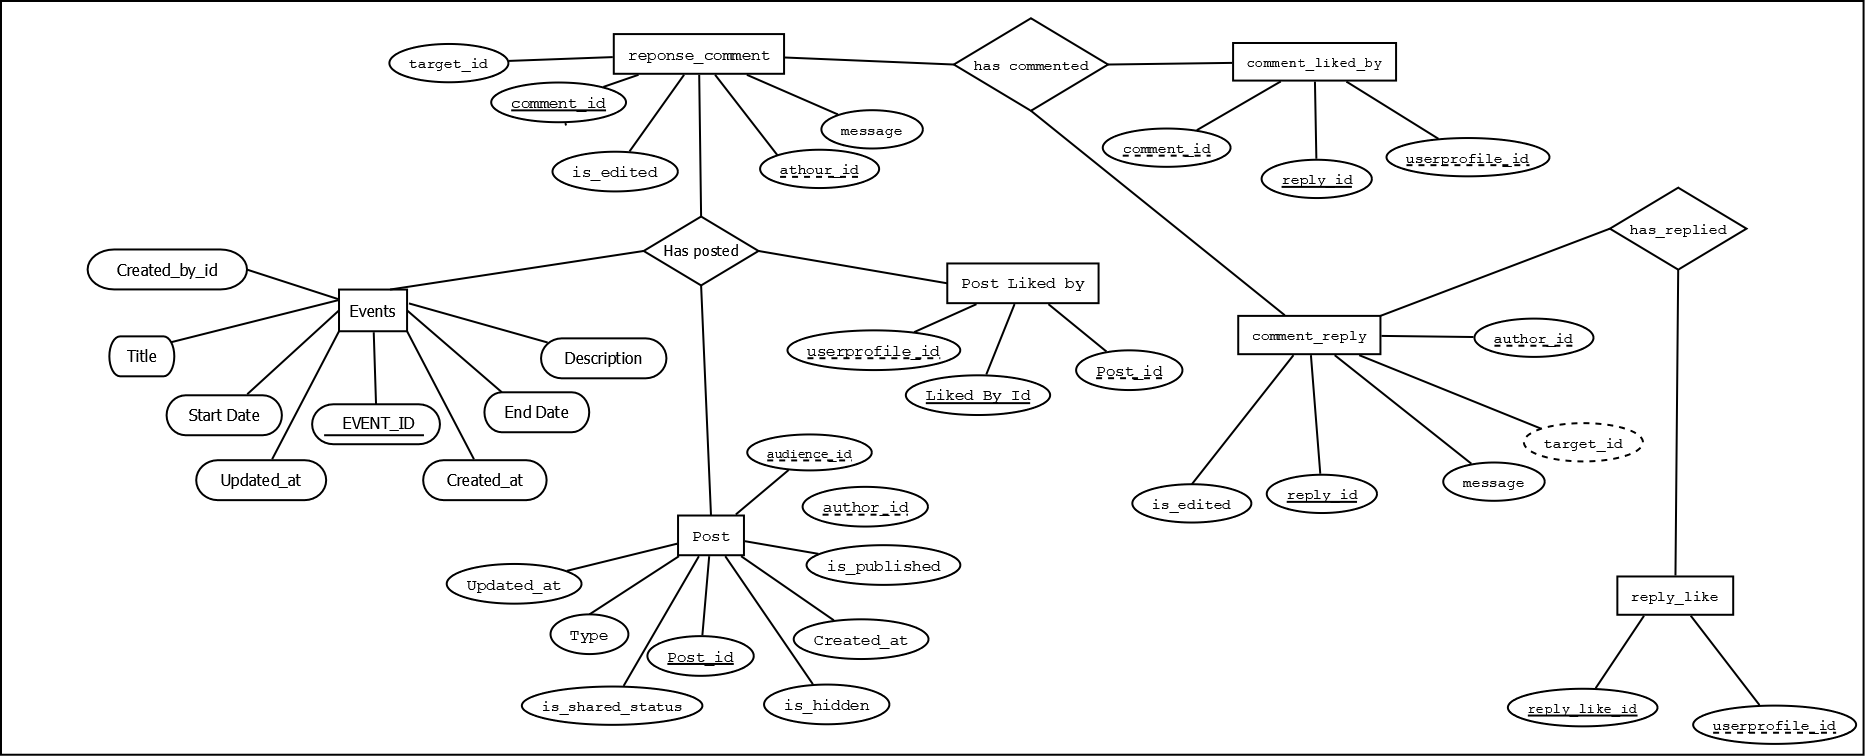 reponse_comment
target_id
comment_id
is_edited
athour_id
message
has commented
comment_liked_by
comment_id
reply_id
userprofile_id
has_replied
Has posted
Created_by_id
Events
Title
Start Date
EVENT_ID
End Date
Description
Updated_at
Created_at
Post Liked by
userprofile_id
Liked By Id
Post_id
comment_reply
author_id
target_id
message
reply_id
is_edited
audience_id
author_id
Post
is_published
Updated_at
Type
Post_id
Created_at
is_shared_status
is_hidden
reply_like
reply_like_id
userprofile_id